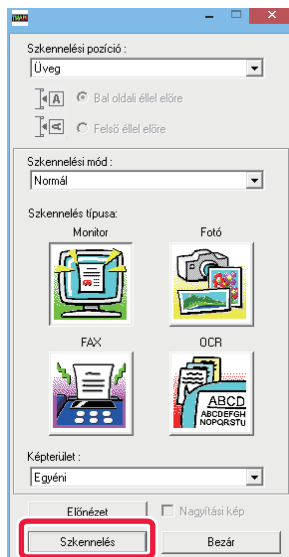 Szkennelési pozíció :
Üveg
A
Bal oldali éllel előre
A
Felső éllel előre
Szkennelési mód :
Normál
Szkennelés típusa:
Monitor
Fotó
FAX
OCR
ABCD
ABCDEFGH
NOPQRSTU
Képterület :
Egyéni
Előnézet
Nagyítási kép
Szkennelés
Bezár